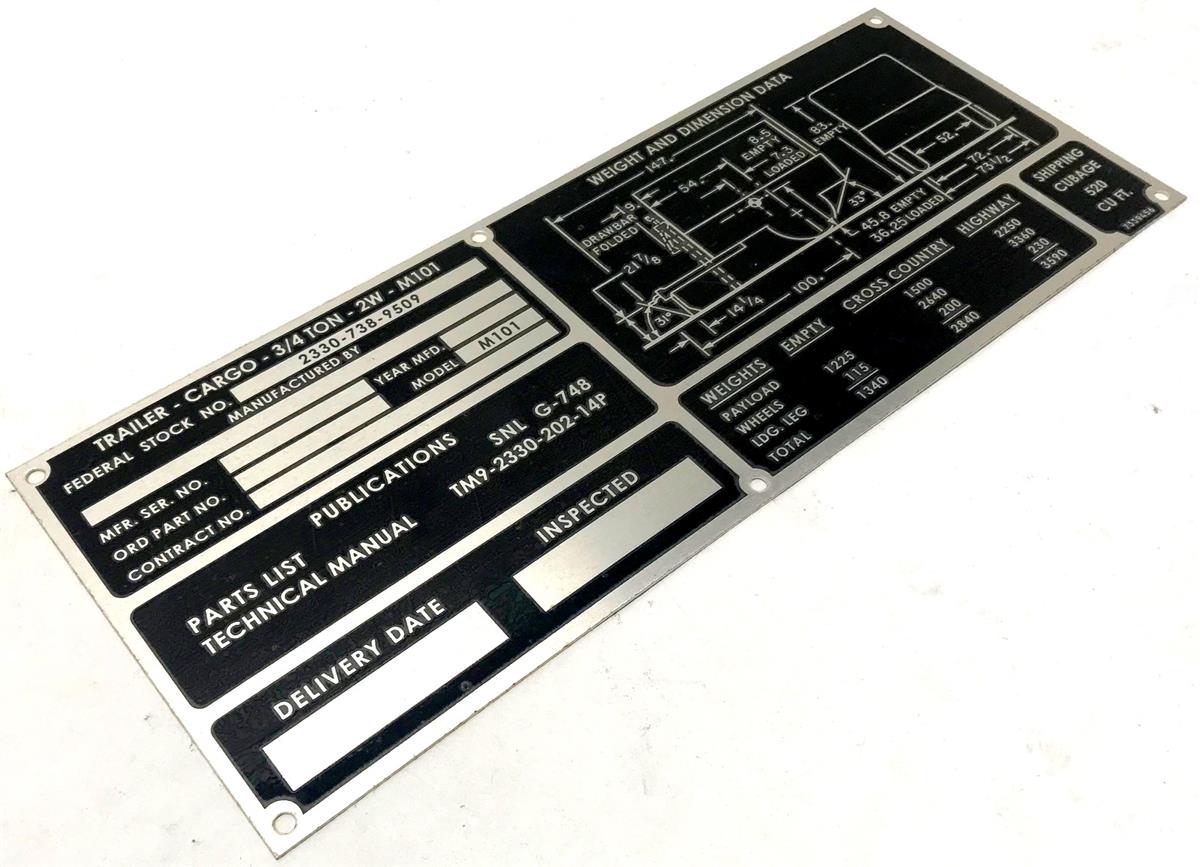 TRAILER - CARGO - 3/4 TON - 2W - M101
FEDERAL STOCK NO. 2330-738-9509
MANUFACTURED BY
MFR. SER. NO. YEAR MFD.
ORD PART NO. MODEL M101
CONTRACT NO.
PUBLICATIONS
PARTS LIST SNL G-748
TECHNICAL MANUAL TM9-2330-202-14P
DELIVERY DATE INSPECTED
WEIGHT AND DIMENSION DATA
147.
8.5
EMPTY
7.3
LOADED
83.
EMPTY
54.
9.
DRAWBAR
FOLDED
21 7/8
31°
14 1/4
100.
33°
45.8 EMPTY
36.25 LOADED
52.
72.
73 1/2
WEIGHTS EMPTY CROSS COUNTRY HIGHWAY
PAYLOAD 1500 2250
WHEELS 1225 2640 3360
LDG. LEG 115 200 230
TOTAL 1340 2840 3590
SHIPPING
CUBAGE
520
CU FT.